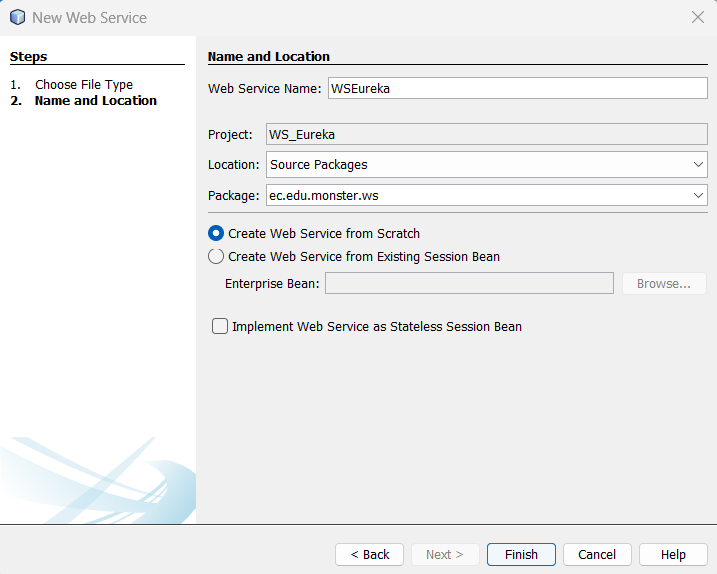 New Web Service
Steps
1. Choose File Type
2. Name and Location
Name and Location
Web Service Name: WSEureka
Project: WS_Eureka
Location: Source Packages
Package: ec.edu.monster.ws
Create Web Service from Scratch
Create Web Service from Existing Session Bean
Enterprise Bean: Browse...
Implement Web Service as Stateless Session Bean
< Back Next > Finish Cancel Help